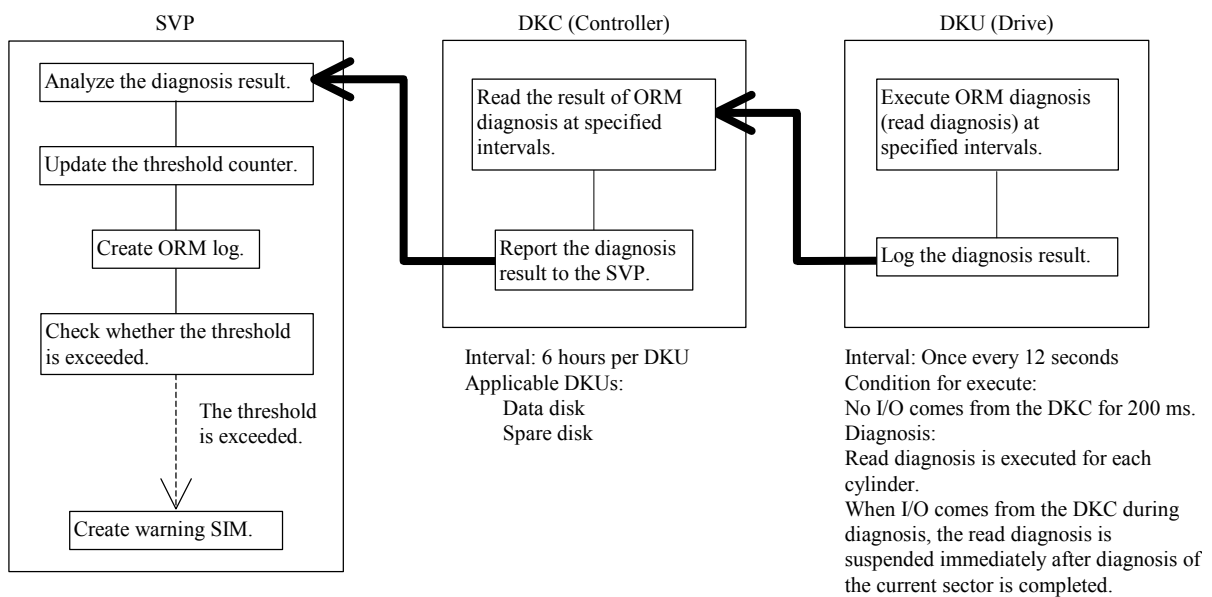 SVP
Analyze the diagnosis result.
Update the threshold counter.
Create ORM log.
Check whether the threshold
is exceeded.
The threshold
is exceeded.
Create warning SIM.
DKC (Controller)
Read the result of ORM
diagnosis at specified
intervals.
Report the diagnosis
result to the SVP.
Interval: 6 hours per DKU
Applicable DKUs:
Data disk
Spare disk
DKU (Drive)
Execute ORM diagnosis
(read diagnosis) at
specified intervals.
Log the diagnosis result.
Interval: Once every 12 seconds
Condition for execute:
No I/O comes from the DKC for 200 ms.
Diagnosis:
Read diagnosis is executed for each
cylinder.
When I/O comes from the DKC during
diagnosis, the read diagnosis is
suspended immediately after diagnosis of
the current sector is completed.